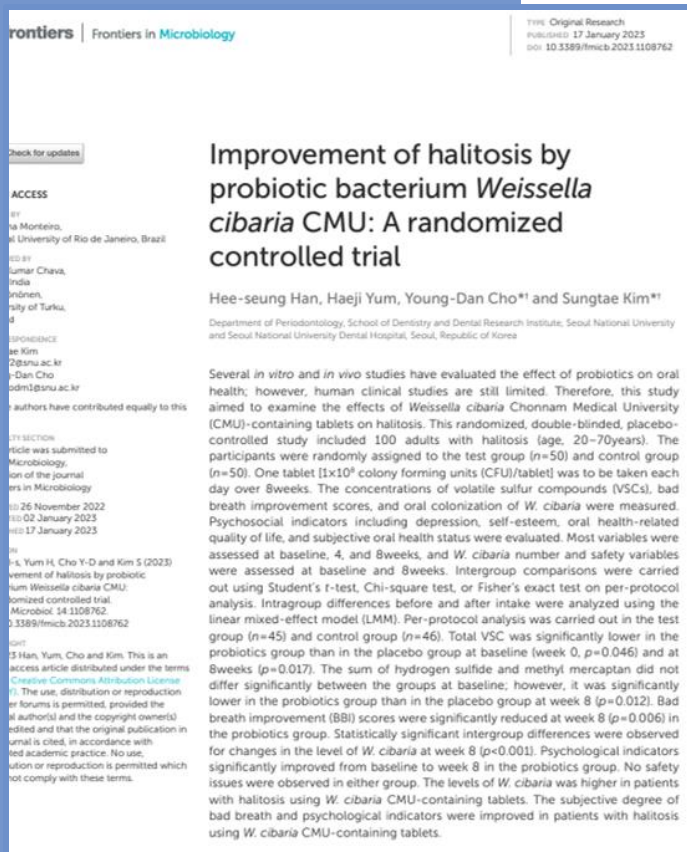 rontiers | Frontiers in Microbiology
TYPE Original Research
PUBLISHED 17 January 2023
DOI 10.3389/fmicb.2023.1108762
Check for updates
ACCESS
BY
na Monteiro,
al University of Rio de Janeiro, Brazil
ED BY
umar Chava,
India
önönen,
rsity of Turku,
d
ESPONDENCE
ae Kim
2@snu.ac.kr
-Dan Cho
odm1@snu.ac.kr
authors have contributed equally to this
LTY SECTION
rticle was submitted to
Microbiology,
on of the journal
ers in Microbiology
ED 26 November 2022
TED 02 January 2023
HED 17 January 2023
N
-s, Yum H, Cho Y-D and Kim S (2023)
vement of halitosis by probiotic
ium Weissella cibaria CMU:
domized controlled trial.
Microbiol. 14:1108762.
0.3389/fmicb.2023.1108762
GHT
3 Han, Yum, Cho and Kim. This is an
access article distributed under the terms
Creative Commons Attribution License
Y). The use, distribution or reproduction
er forums is permitted, provided the
al author(s) and the copyright owner(s)
edited and that the original publication in
urnal is cited, in accordance with
ted academic practice. No use,
ution or reproduction is permitted which
not comply with these terms.
Improvement of halitosis by
probiotic bacterium Weissella
cibaria CMU: A randomized
controlled trial
Hee-seung Han, Haeji Yum, Young-Dan Cho*† and Sungtae Kim*†
Department of Periodontology, School of Dentistry and Dental Research Institute, Seoul National University
and Seoul National University Dental Hospital, Seoul, Republic of Korea
Several in vitro and in vivo studies have evaluated the effect of probiotics on oral
health; however, human clinical studies are still limited. Therefore, this study
aimed to examine the effects of Weissella cibaria Chonnam Medical University
(CMU)-containing tablets on halitosis. This randomized, double-blinded, placebo-
controlled study included 100 adults with halitosis (age, 20–70years). The
participants were randomly assigned to the test group (n=50) and control group
(n=50). One tablet [1×10⁸ colony forming units (CFU)/tablet] was to be taken each
day over 8weeks. The concentrations of volatile sulfur compounds (VSCs), bad
breath improvement scores, and oral colonization of W. cibaria were measured.
Psychosocial indicators including depression, self-esteem, oral health-related
quality of life, and subjective oral health status were evaluated. Most variables were
assessed at baseline, 4, and 8weeks, and W. cibaria number and safety variables
were assessed at baseline and 8weeks. Intergroup comparisons were carried
out using Student's t-test, Chi-square test, or Fisher's exact test on per-protocol
analysis. Intragroup differences before and after intake were analyzed using the
linear mixed-effect model (LMM). Per-protocol analysis was carried out in the test
group (n=45) and control group (n=46). Total VSC was significantly lower in the
probiotics group than in the placebo group at baseline (week 0, p=0.046) and at
8weeks (p=0.017). The sum of hydrogen sulfide and methyl mercaptan did not
differ significantly between the groups at baseline; however, it was significantly
lower in the probiotics group than in the placebo group at week 8 (p=0.012). Bad
breath improvement (BBI) scores were significantly reduced at week 8 (p=0.006) in
the probiotics group. Statistically significant intergroup differences were observed
for changes in the level of W. cibaria at week 8 (p<0.001). Psychological indicators
significantly improved from baseline to week 8 in the probiotics group. No safety
issues were observed in either group. The levels of W. cibaria was higher in patients
with halitosis using W. cibaria CMU-containing tablets. The subjective degree of
bad breath and psychological indicators were improved in patients with halitosis
using W. cibaria CMU-containing tablets.